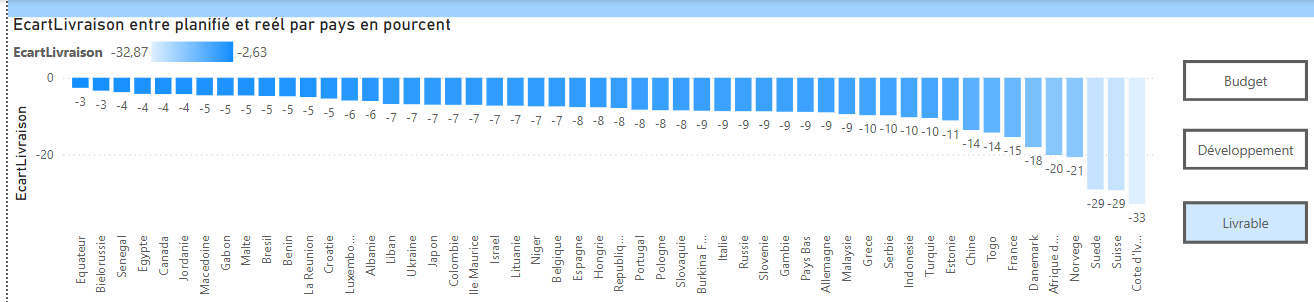 EcartLivraison entre planifié et reél par pays en pourcent
EcartLivraison -32,87 -2,63
EcartLivraison
0
-20
-3 -3 -4 -4 -4 -4 -5 -5 -5 -5 -5 -5 -5 -6 -6 -7 -7 -7 -7 -7 -7 -7 -7 -7 -8 -8 -8 -8 -8 -8 -9 -9 -9 -9 -9 -9 -9 -9 -10 -10 -10 -10 -11 -14 -14 -15 -18 -20 -21 -29 -29 -33
Equateur
Bielorussie
Senegal
Egypte
Canada
Jordanie
Macedoine
Gabon
Malte
Bresil
Benin
La Reunion
Croatie
Luxembo...
Albanie
Liban
Ukraine
Japon
Colombie
Ile Maurice
Israel
Lituanie
Niger
Belgique
Espagne
Hongrie
Republiq...
Portugal
Pologne
Slovaquie
Burkina F...
Italie
Russie
Slovenie
Gambie
Pays Bas
Allemagne
Malaysie
Grece
Serbie
Indonesie
Turquie
Estonie
Chine
Togo
France
Danemark
Afrique d...
Norvege
Suede
Suisse
Cote d'Iv...
Budget
Développement
Livrable